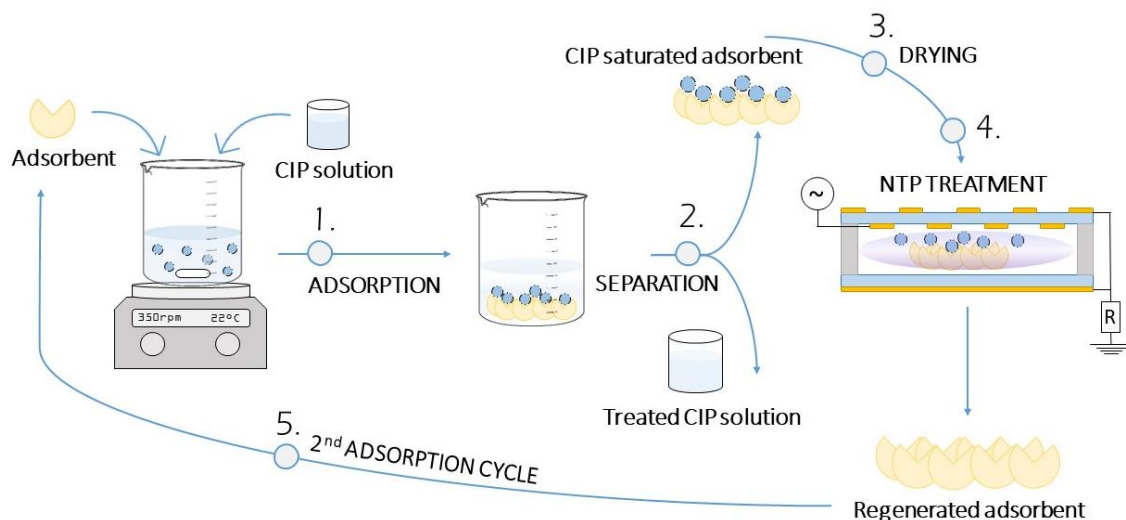 Adsorbent
CIP solution
350rpm 22ºC
1.
ADSORPTION
2.
SEPARATION
CIP saturated adsorbent
Treated CIP solution
3.
DRYING
4.
NTP TREATMENT
~
R
Regenerated adsorbent
5.
2nd ADSORPTION CYCLE